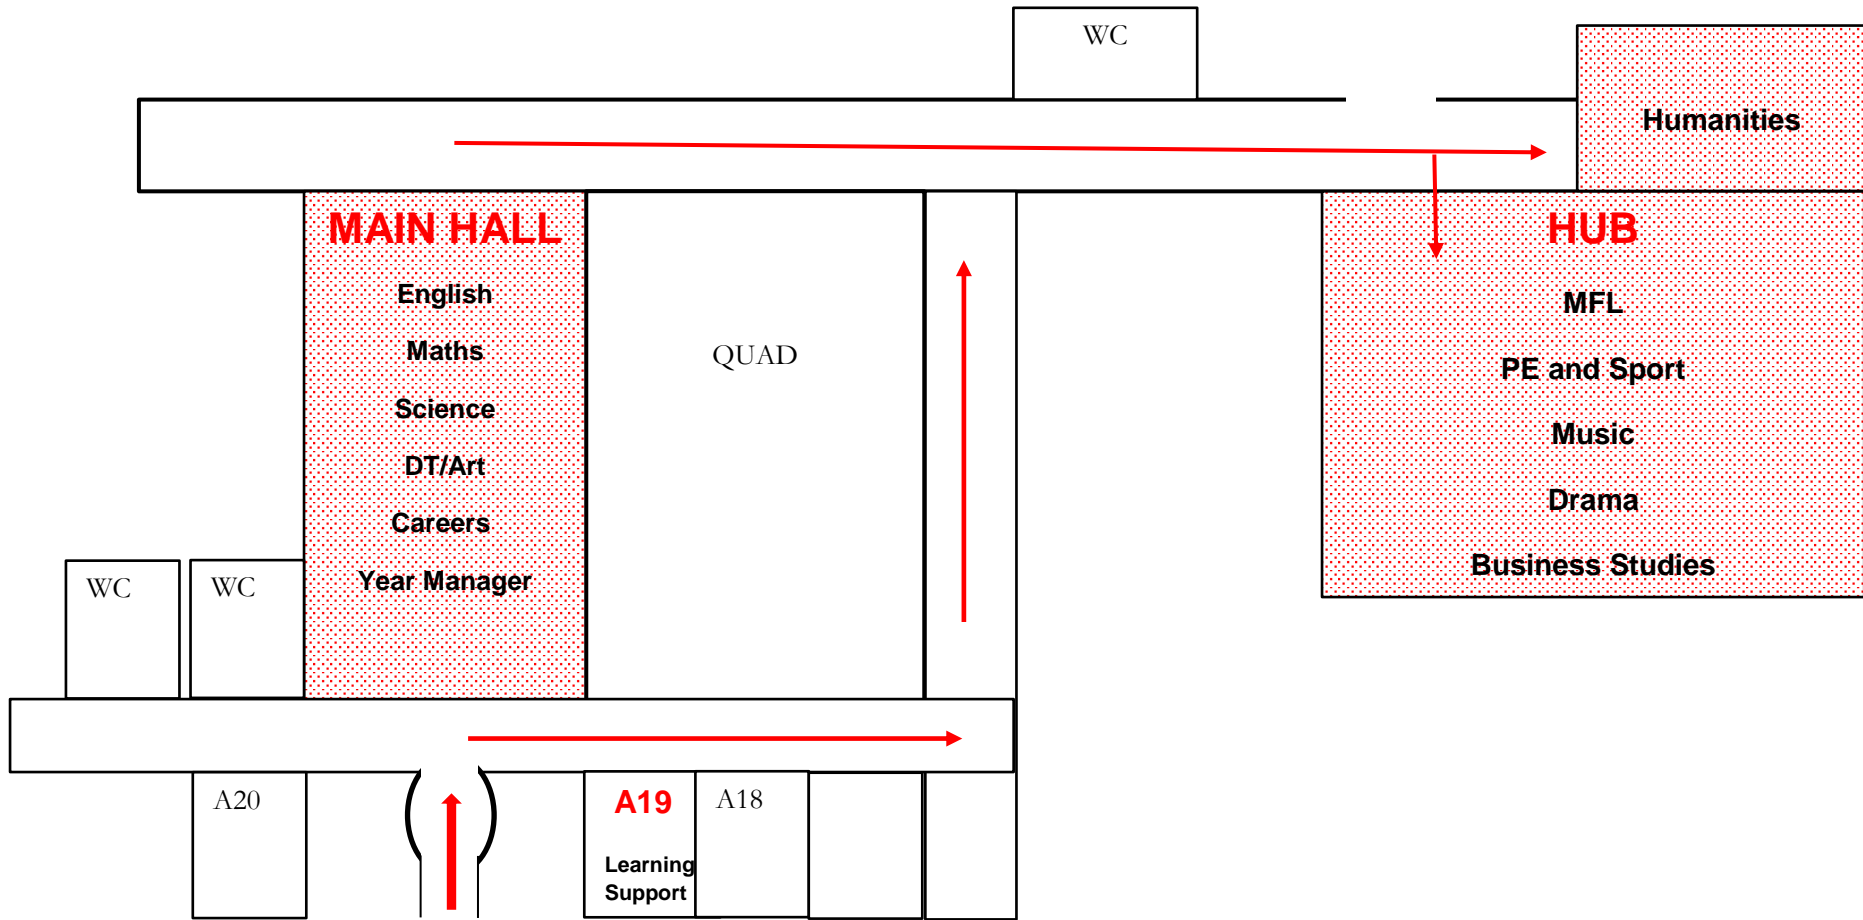 WC
Humanities
MAIN HALL
English
Maths
Science
DT/Art
Careers
Year Manager
QUAD
HUB
MFL
PE and Sport
Music
Drama
Business Studies
WC
WC
A20
A19
Learning
Support
A18